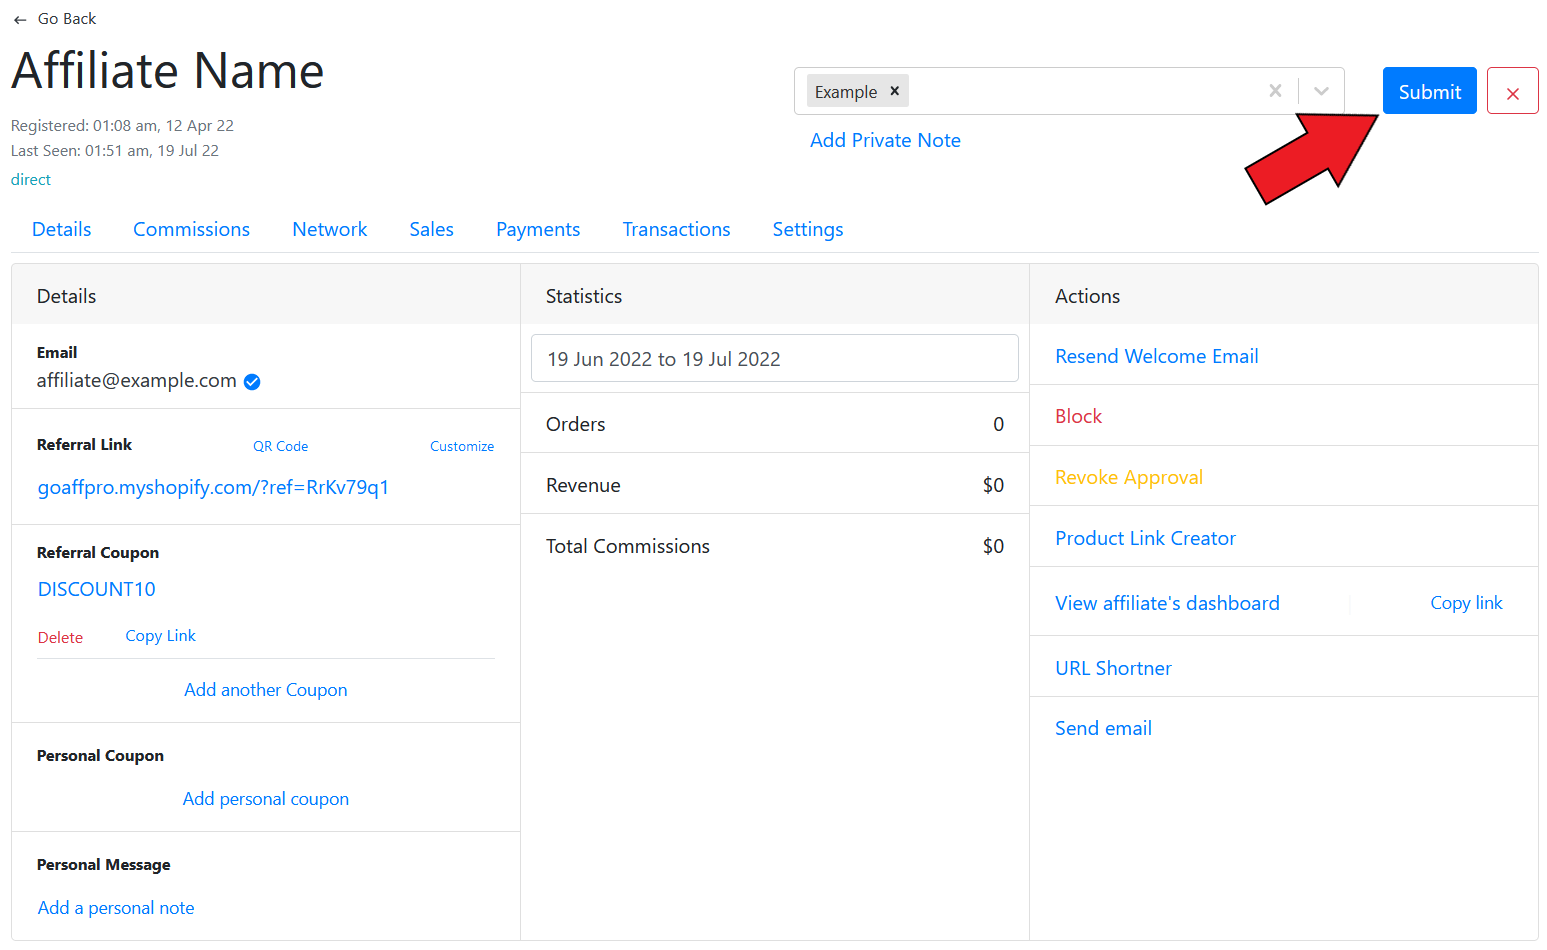 ← Go Back
Affiliate Name
Example ×
Submit
Registered: 01:08 am, 12 Apr 22
Add Private Note
Last Seen: 01:51 am, 19 Jul 22
direct
Details Commissions Network Sales Payments Transactions Settings
Details
Email
affiliate@example.com
Referral Link QR Code Customize
goaffpro.myshopify.com/?ref=RrKv79q1
Referral Coupon
DISCOUNT10
Delete Copy Link
Add another Coupon
Personal Coupon
Add personal coupon
Personal Message
Add a personal note
Statistics
19 Jun 2022 to 19 Jul 2022
Orders 0
Revenue $0
Total Commissions $0
Actions
Resend Welcome Email
Block
Revoke Approval
Product Link Creator
View affiliate's dashboard Copy link
URL Shortner
Send email